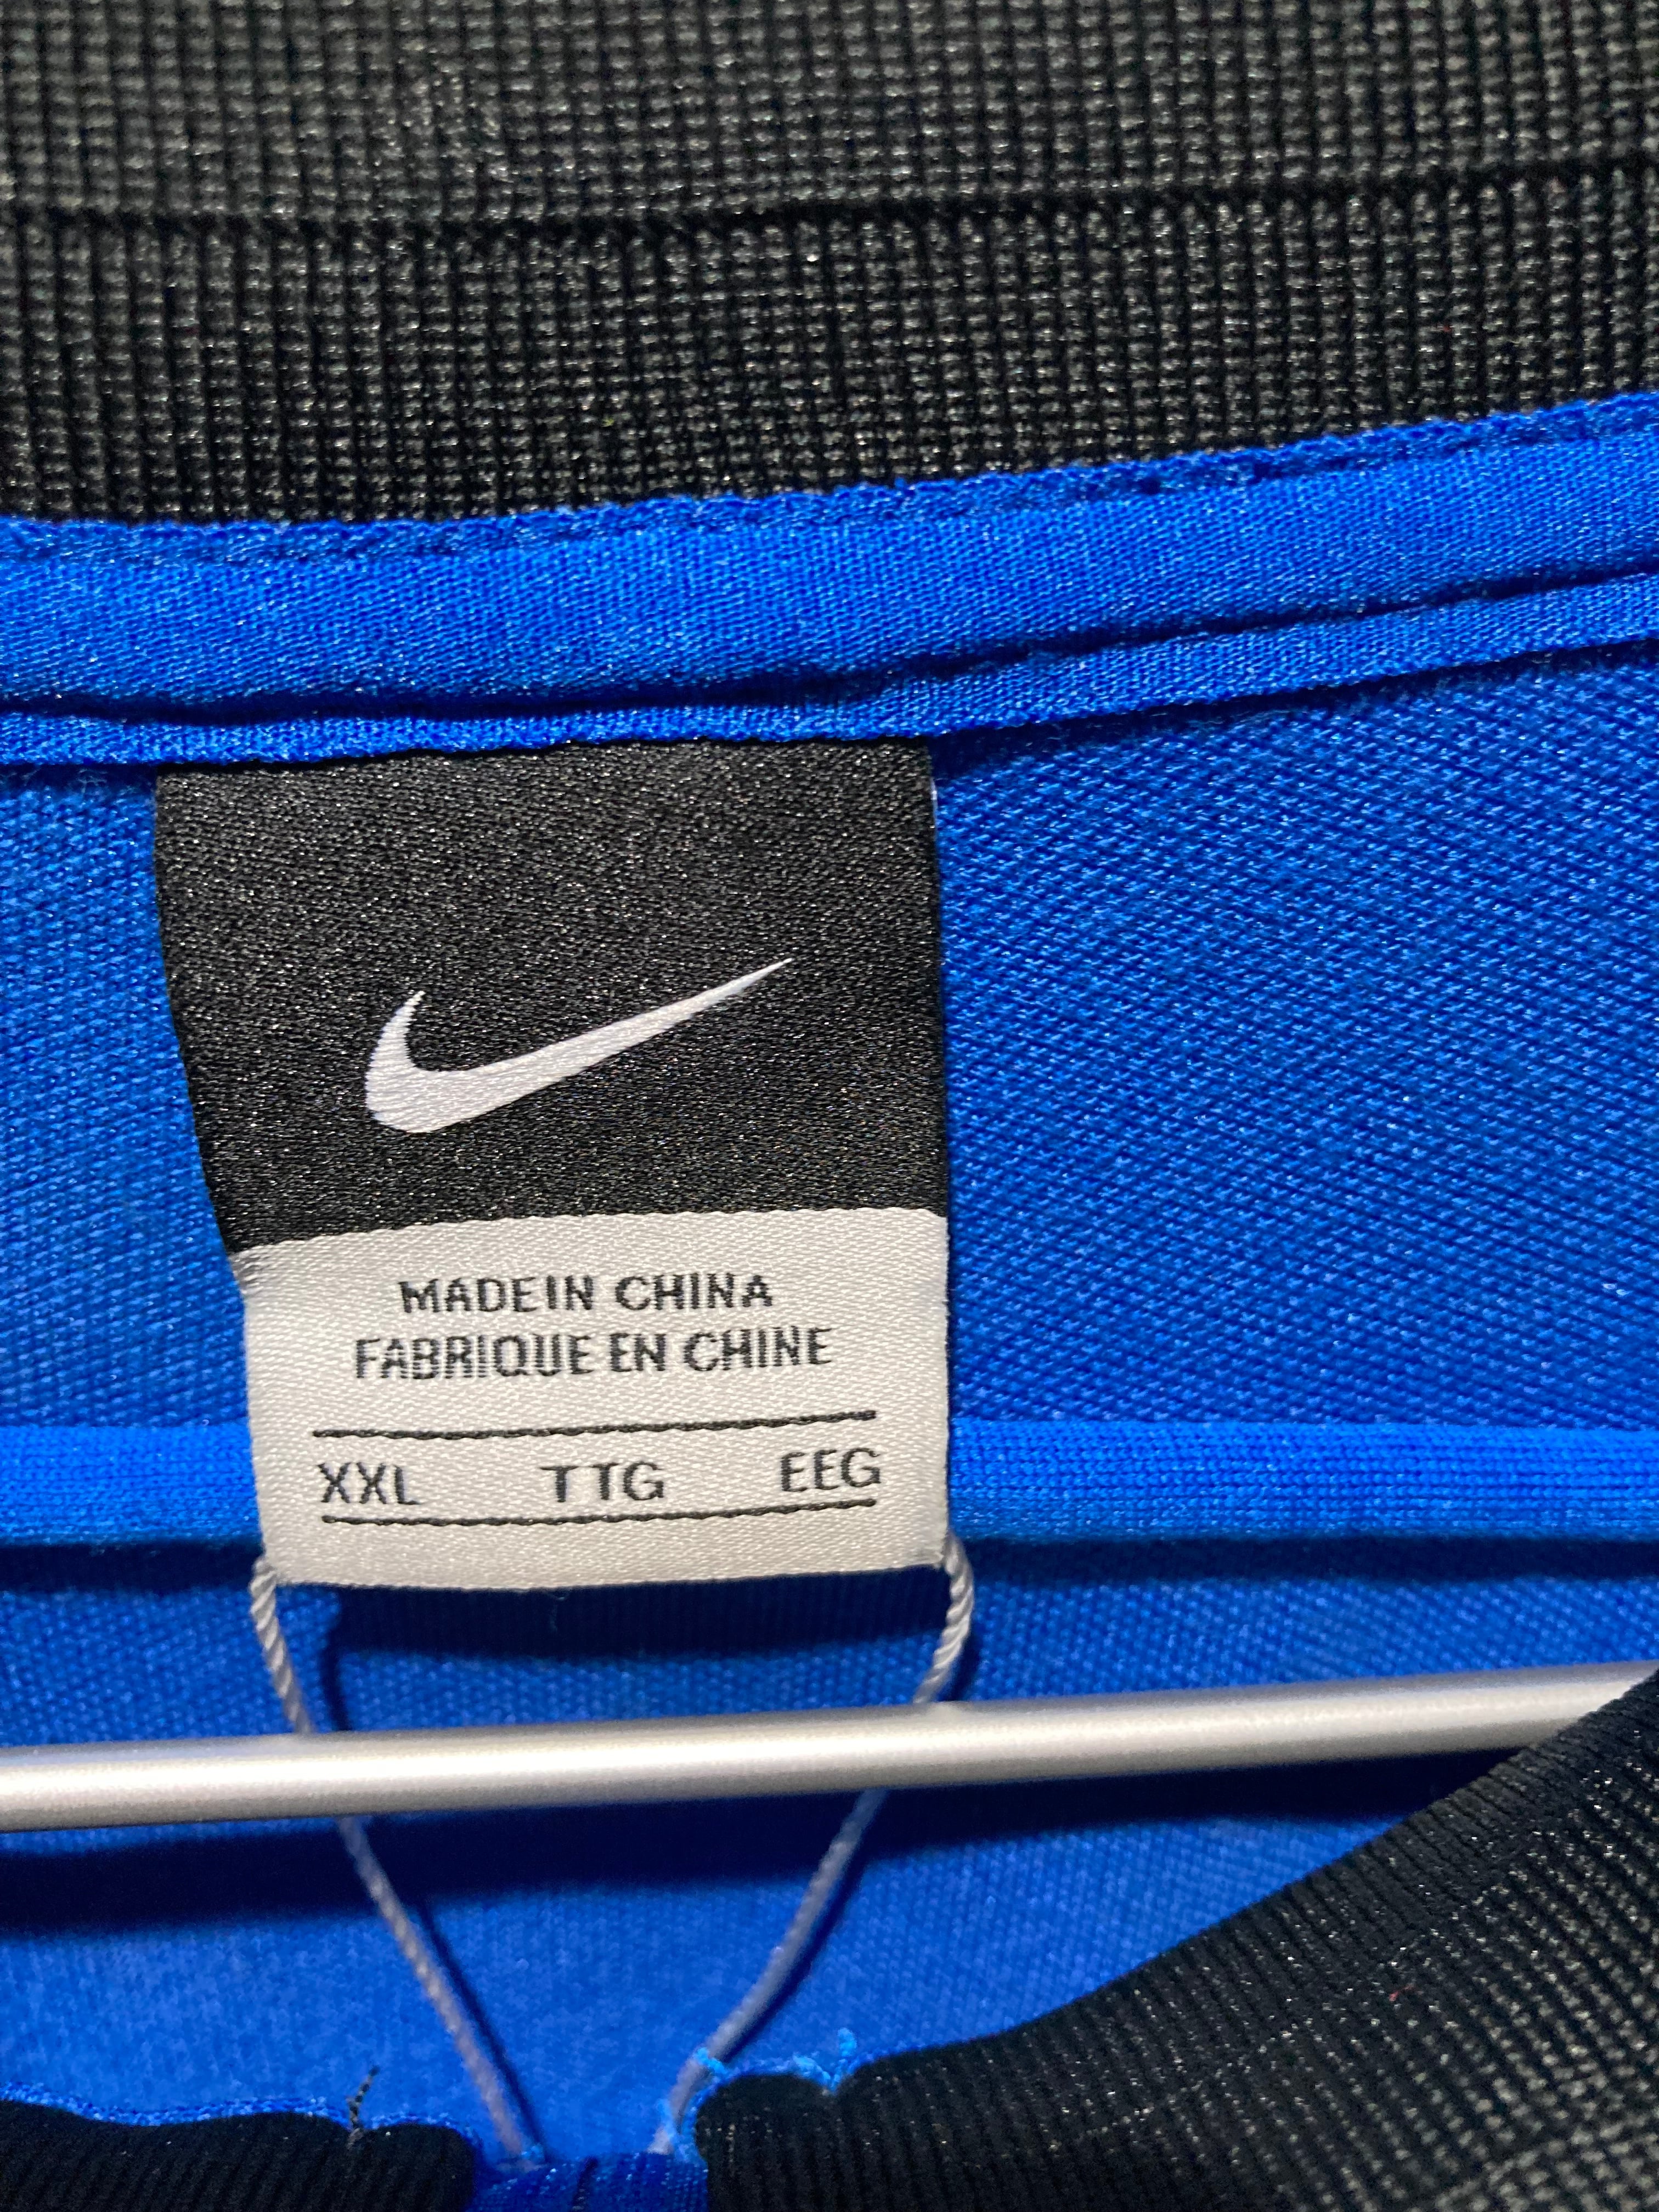 MADE IN CHINA
FABRIQUE EN CHINE
XXL TTG EEG